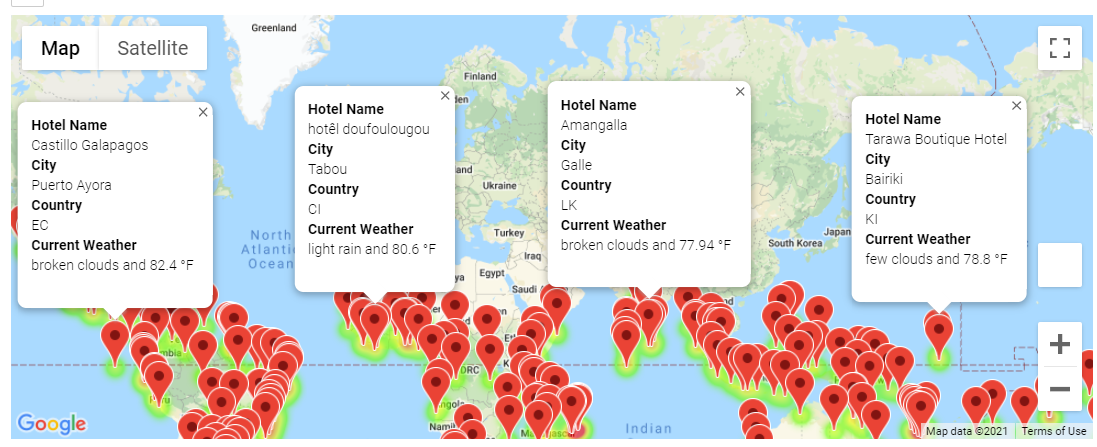 Greenland
Map
Satellite
Finland
Hotel Name
Castillo Galapagos
City
Puerto Ayora
Country
EC
Current Weather
broken clouds and 82.4 °F
Hotel Name
hotêl doufoulougou
City
Tabou
Country
CI
Current Weather
light rain and 80.6 °F
Hotel Name
Amangalla
City
Galle
Country
LK
Current Weather
broken clouds and 77.94 °F
Hotel Name
Tarawa Boutique Hotel
City
Bairiki
Country
KI
Current Weather
few clouds and 78.8 °F
Ukraine
North
Atlantic
Ocean
Turkey
Iraq
Egypt
South Korea
DRC
Indian
Google
Map data ©2021
Terms of Use